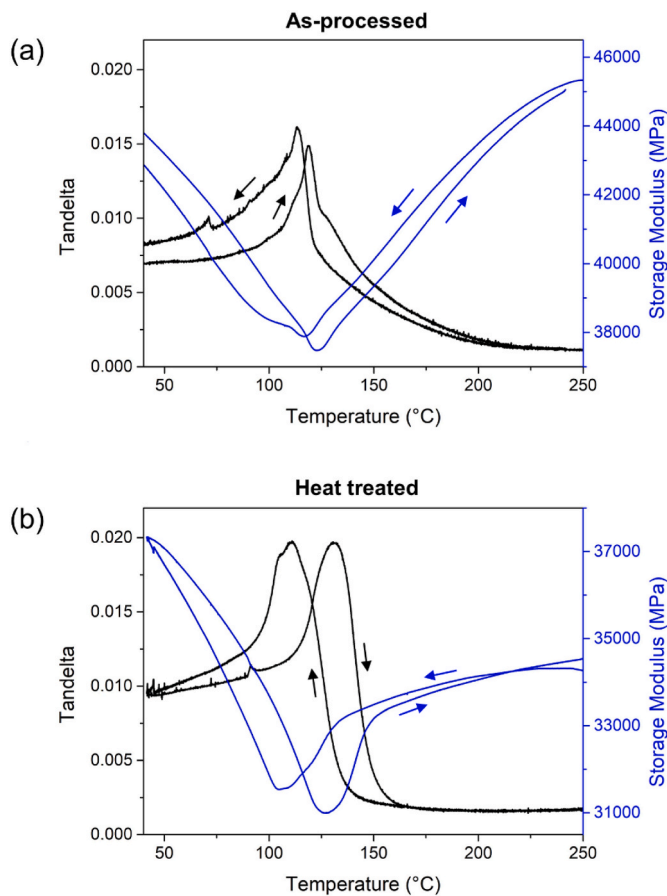 As-processed
(a)
0.020
0.015
0.010
0.005
0.000
Tandelta
46000
44000
42000
40000
38000
Storage Modulus (MPa)
50
100
150
200
250
Temperature (°C)
Heat treated
(b)
0.020
0.015
0.010
0.005
0.000
Tandelta
37000
35000
33000
31000
Storage Modulus (MPa)
50
100
150
200
250
Temperature (°C)